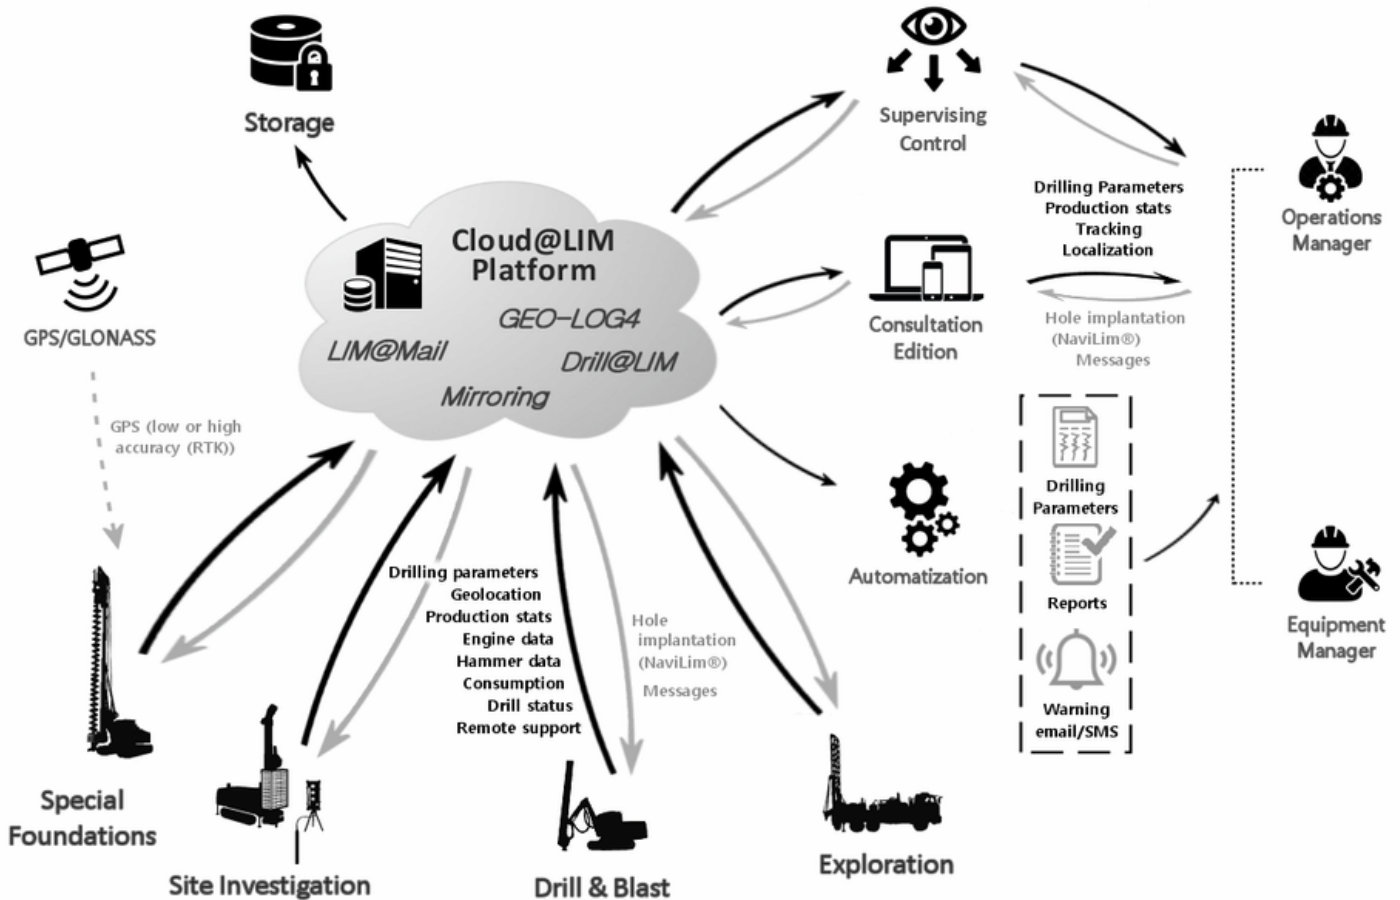 Storage
Supervising
Control
Operations
Manager
Drilling Parameters
Production stats
Tracking
Localization
Cloud@LIM
Platform
GEO-LOG4
LIM@Mail
Drill@LIM
Mirroring
GPS/GLONASS
GPS (low or high
accuracy (RTK))
Consultation
Edition
Hole implantation
(NaviLim®)
Messages
Automatization
Drilling
Parameters
Reports
Warning
email/SMS
Equipment
Manager
Drilling parameters
Geolocation
Production stats
Engine data
Hammer data
Consumption
Drill status
Remote support
Hole
implantation
(NaviLim®)
Messages
Special
Foundations
Site Investigation
Drill & Blast
Exploration